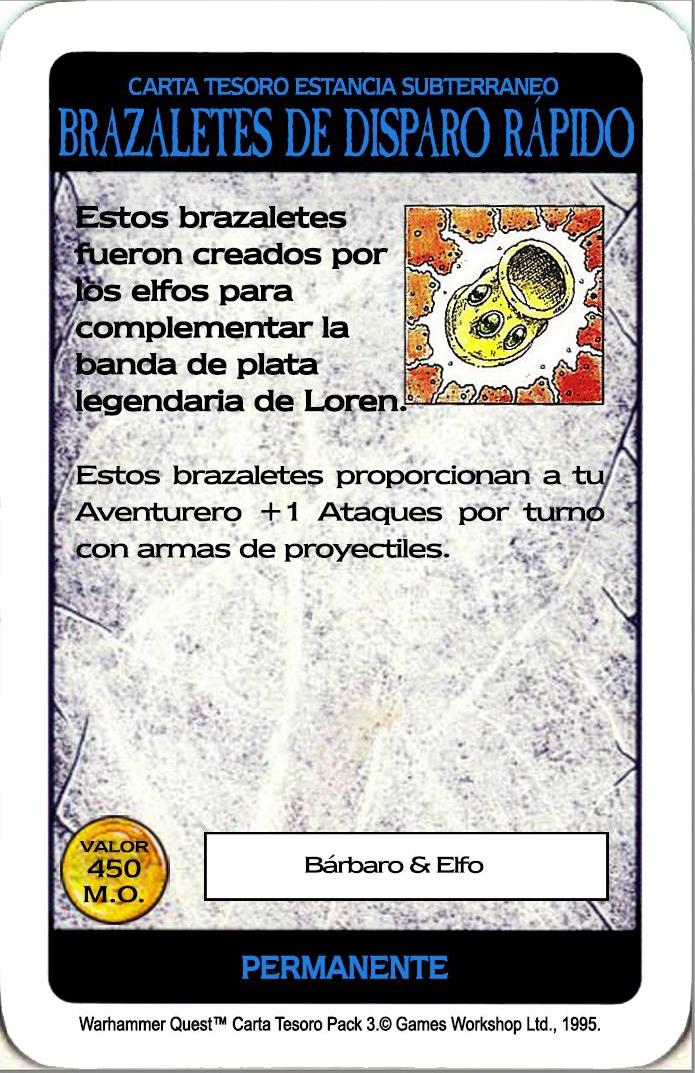 CARTA TESORO ESTANCIA SUBTERRANEO
BRAZALETES DE DISPARO RÁPIDO
Estos brazaletes
fueron creados por
los elfos para
complementar la
banda de plata
legendaria de Loren.
Estos brazaletes proporcionan a tu
Aventurero +1 Ataques por turno
con armas de proyectiles.
VALOR
450
M.O.
Bárbaro & Elfo
PERMANENTE
Warhammer Quest™ Carta Tesoro Pack 3.© Games Workshop Ltd., 1995.